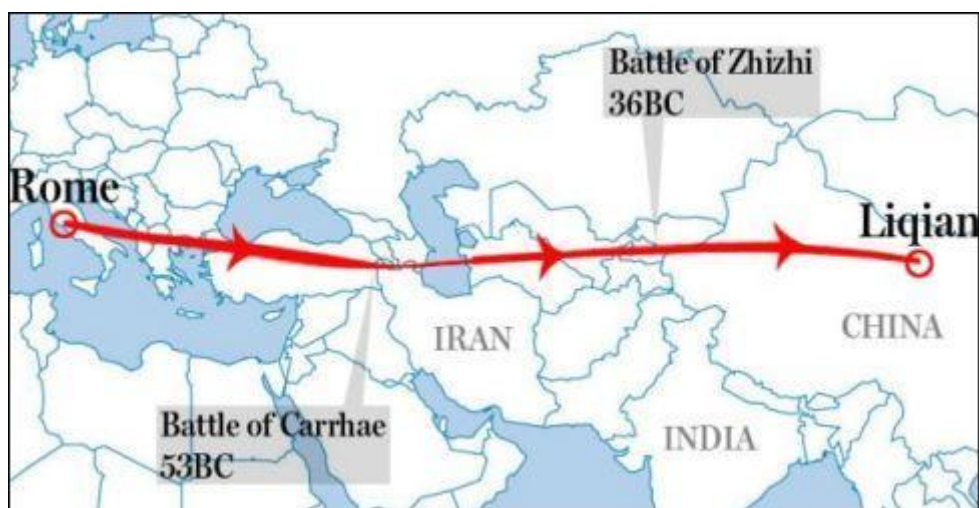 Battle of Zhizhi
36BC
Rome
Liqian
IRAN
CHINA
Battle of Carrhae
53BC
INDIA